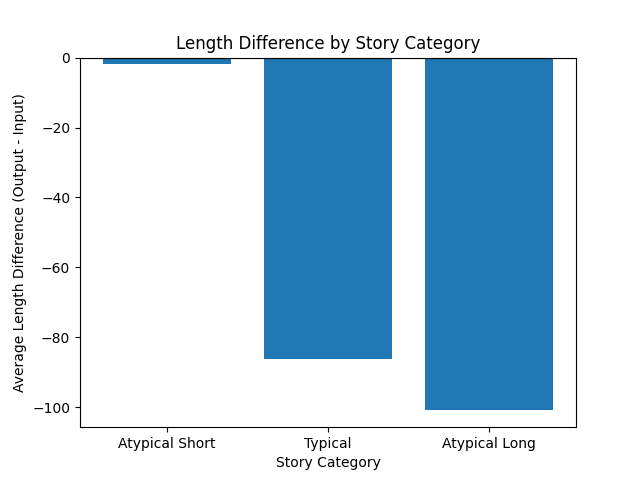 Length Difference by Story Category
Average Length Difference (Output - Input)
0
−20
−40
−60
−80
−100
Atypical Short
Typical
Atypical Long
Story Category